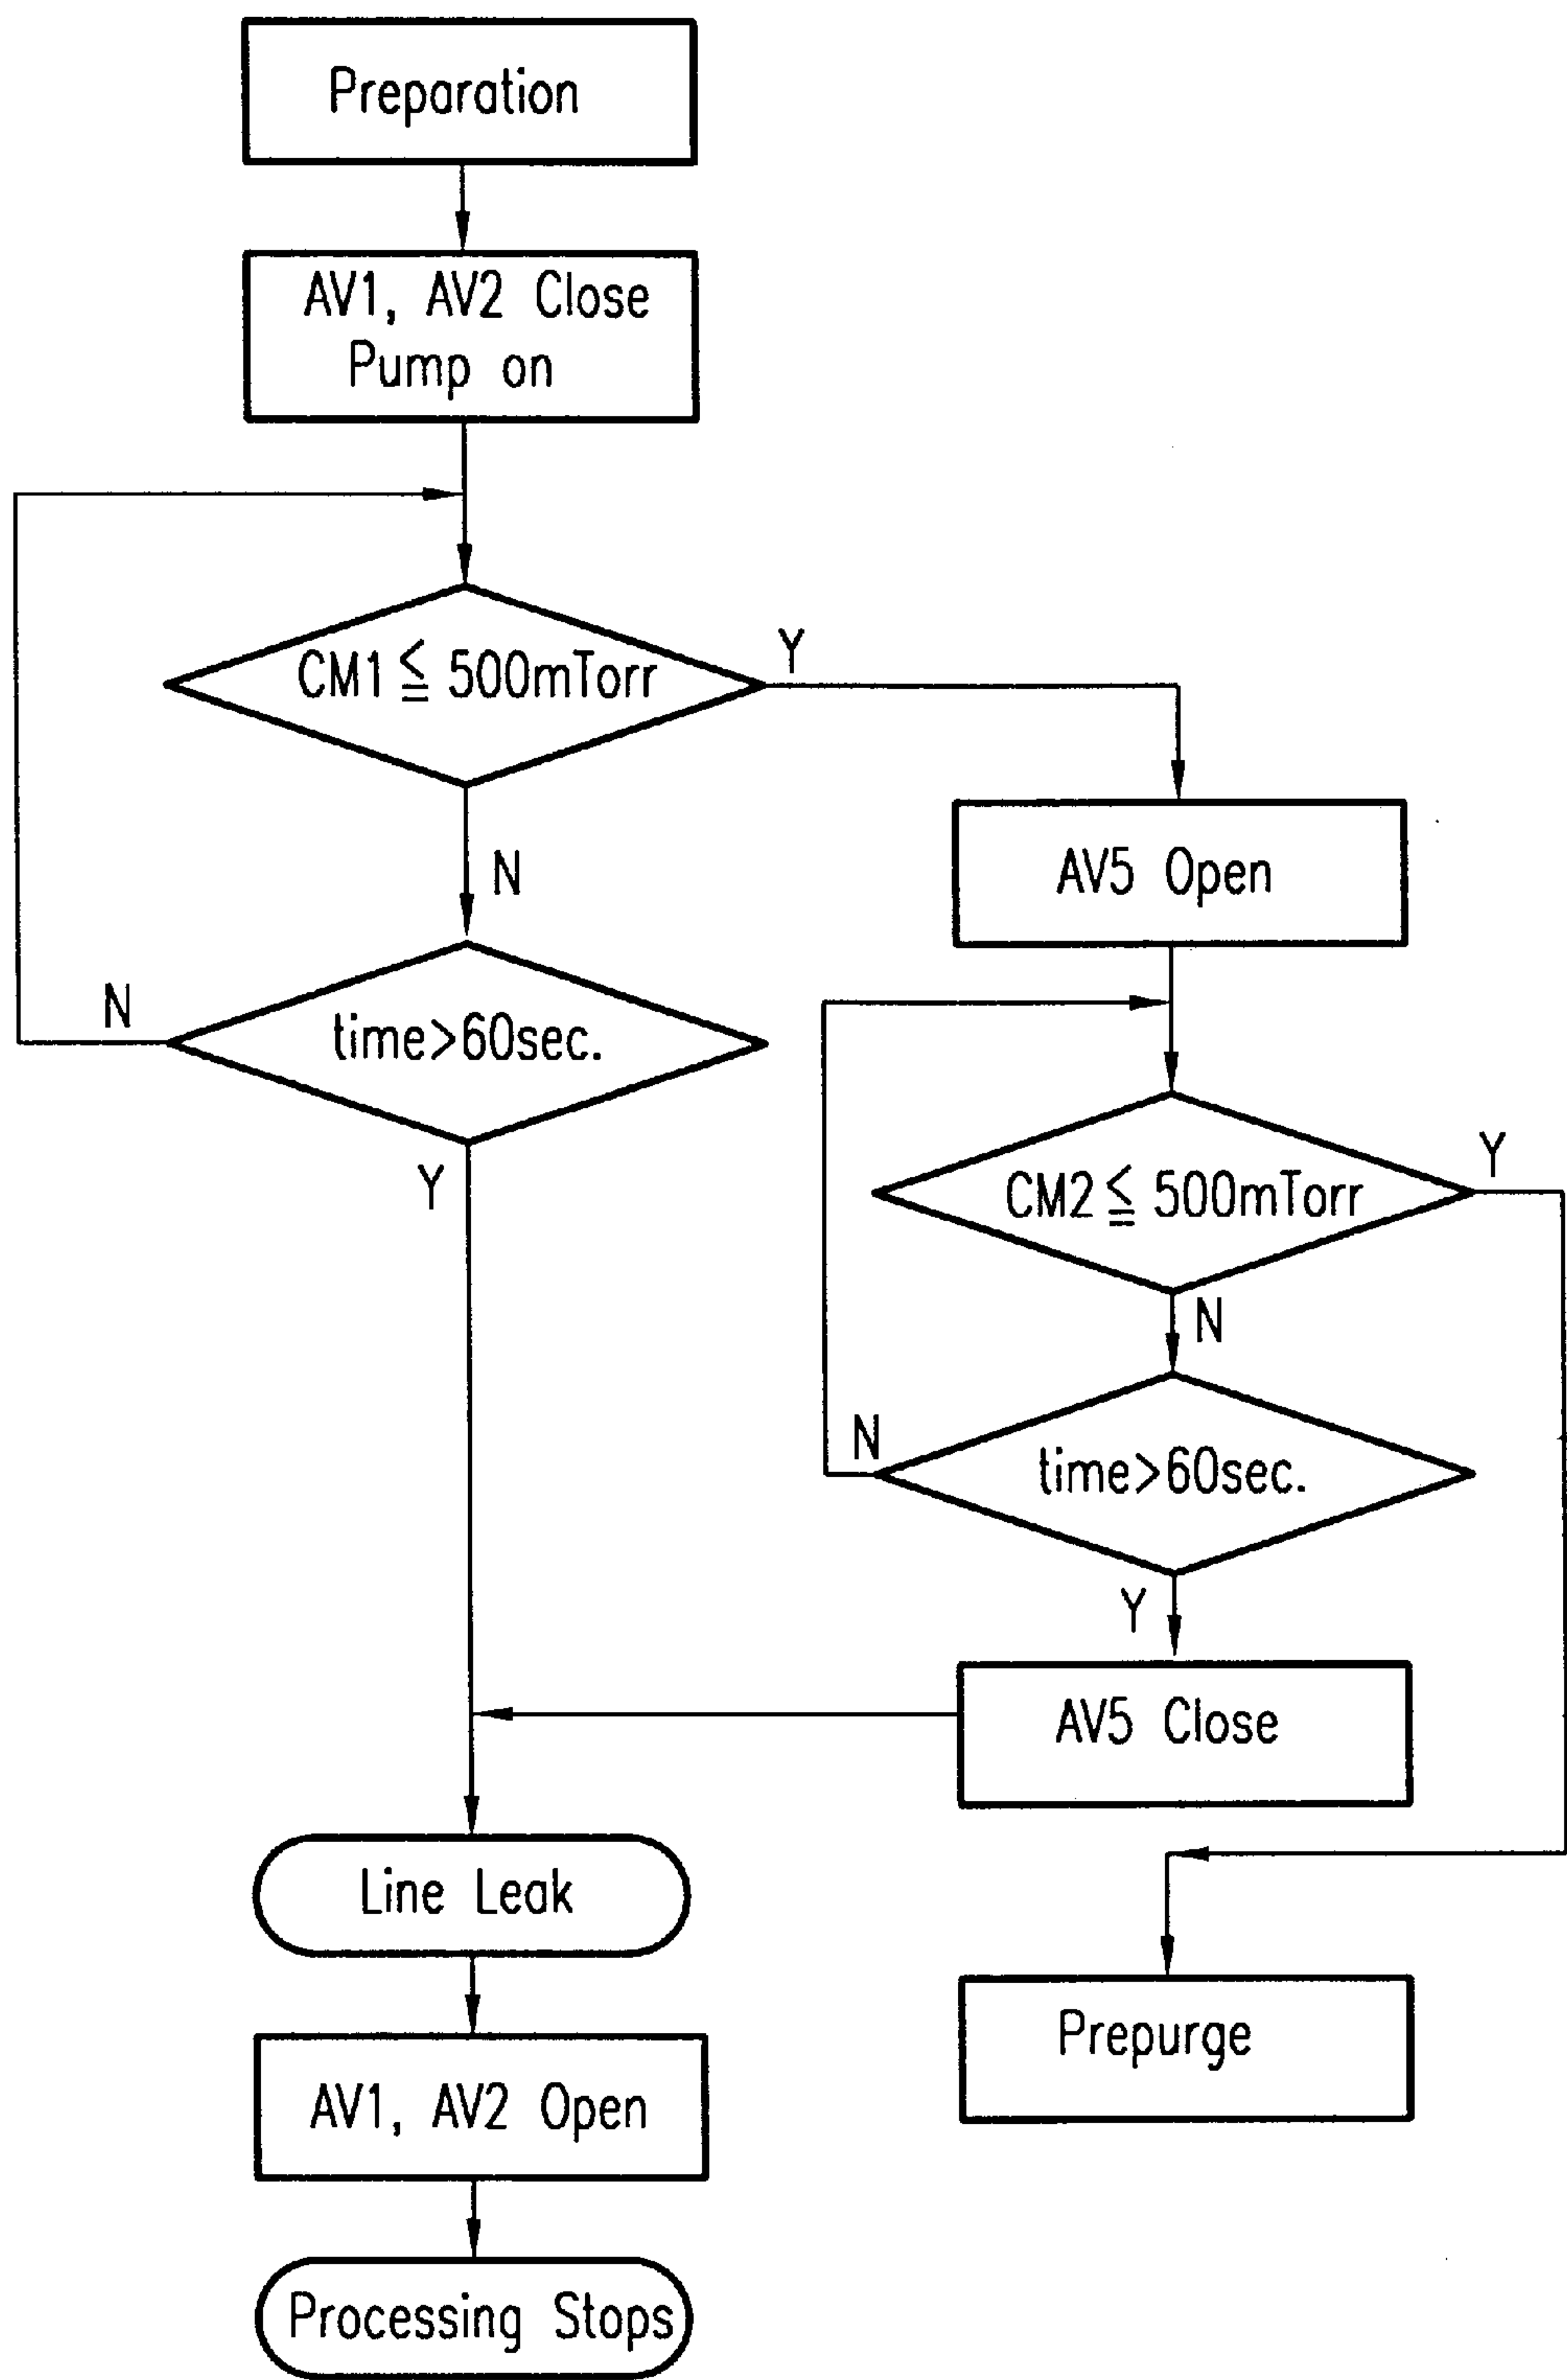 Preparation
AV1, AV2 Close
Pump on
CM1 ≦ 500mTorr
Y
N
AV5 Open
time>60sec.
N
Y
CM2 ≦ 500mTorr
Y
N
time>60sec.
N
Y
AV5 Close
Line Leak
AV1, AV2 Open
Prepurge
Processing Stops